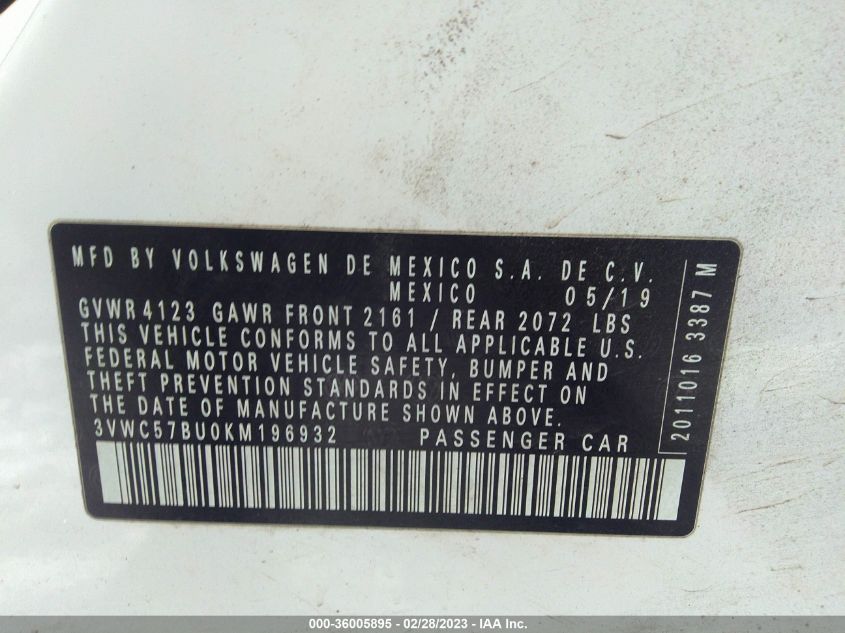 MFD BY VOLKSWAGEN DE MEXICO S.A. DE C.V.
MEXICO 05/19
GVWR 4123 GAWR FRONT 2161 / REAR 2072 LBS
THIS VEHICLE CONFORMS TO ALL APPLICABLE U.S.
FEDERAL MOTOR VEHICLE SAFETY, BUMPER AND
THEFT PREVENTION STANDARDS IN EFFECT ON
THE DATE OF MANUFACTURE SHOWN ABOVE.
3VWC57BU0KM196932 PASSENGER CAR
2011016 3387 M
000-36005895 - 02/28/2023 - IAA Inc.